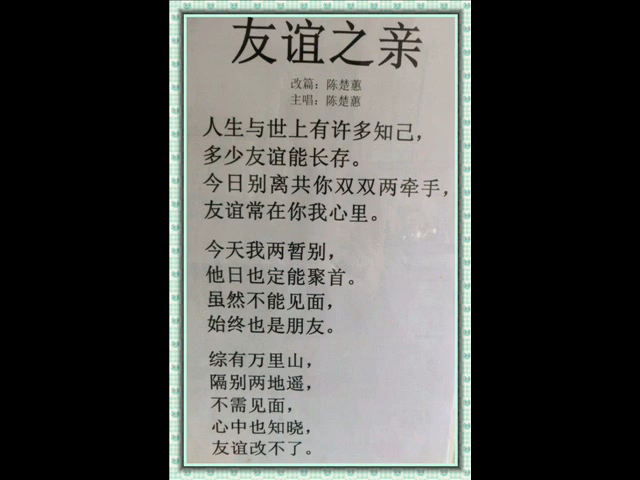 友谊之亲
改篇：陈楚蕙
主唱：陈楚蕙
人生与世上有许多知己，
多少友谊能长存。
今日别离共你双双两牵手，
友谊常在你我心里。
今天我两暂别，
他日也定能聚首。
虽然不能见面，
始终也是朋友。
综有万里山，
隔别两地遥，
不需见面，
心中也知晓，
友谊改不了。